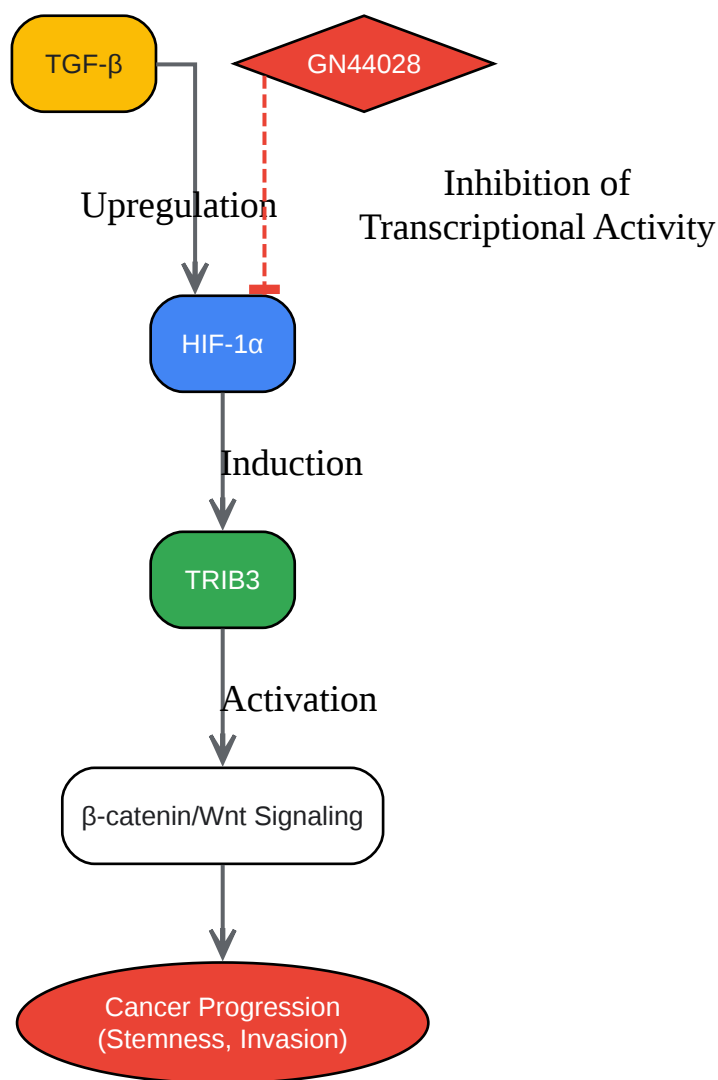 TGF-β
GN44028
Upregulation
Inhibition of
Transcriptional Activity
HIF-1α
Induction
TRIB3
Activation
β-catenin/Wnt Signaling
Cancer Progression
(Stemness, Invasion)